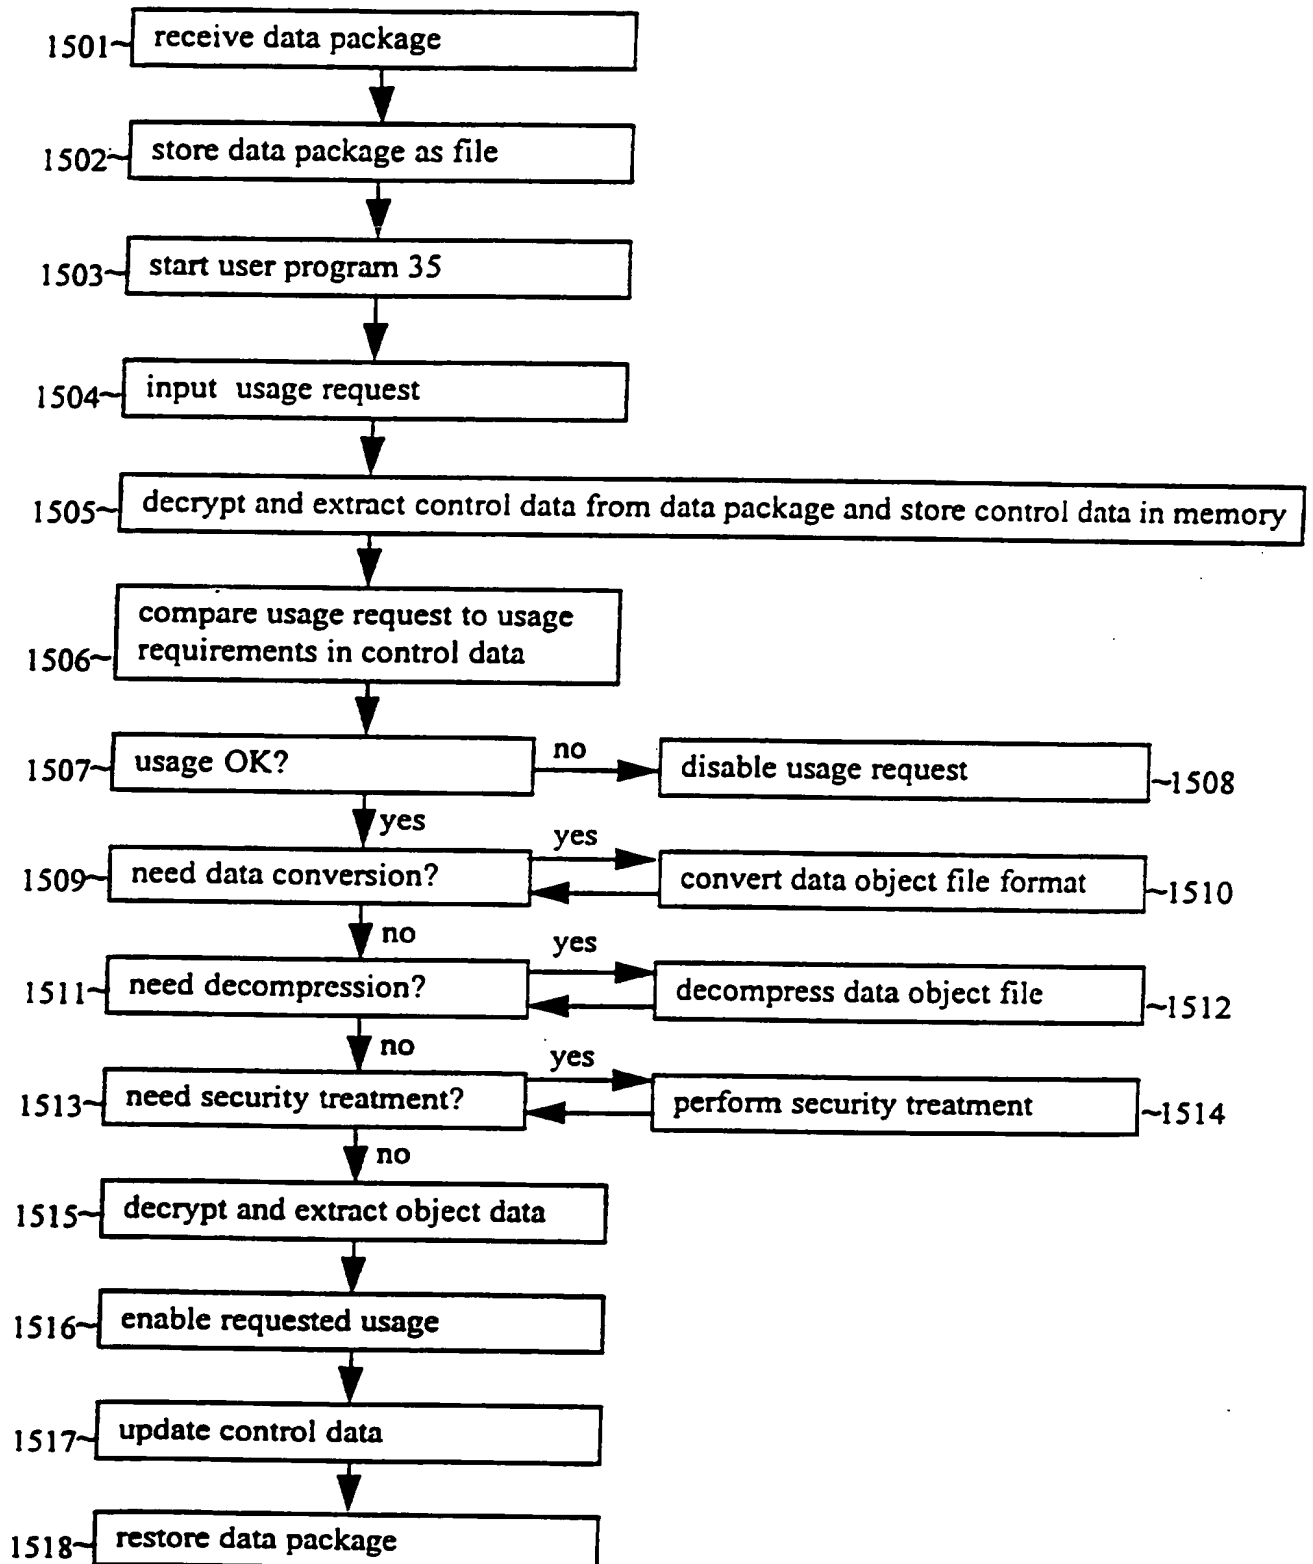 1501~ receive data package
1502~ store data package as file
1503~ start user program 35
1504~ input usage request
1505~ decrypt and extract control data from data package and store control data in memory
compare usage request to usage
1506~ requirements in control data
1507~ usage OK? no disable usage request ~1508
yes
1509~ need data conversion? yes convert data object file format ~1510
no
1511~ need decompression? yes decompress data object file ~1512
no
1513~ need security treatment? yes perform security treatment ~1514
no
1515~ decrypt and extract object data
1516~ enable requested usage
1517~ update control data
1518~ restore data package